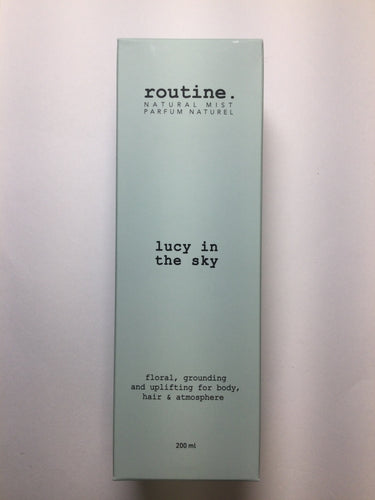 routine.
NATURAL MIST
PARFUM NATUREL
lucy in
the sky
floral, grounding
and uplifting for body,
hair & atmosphere
200 ml